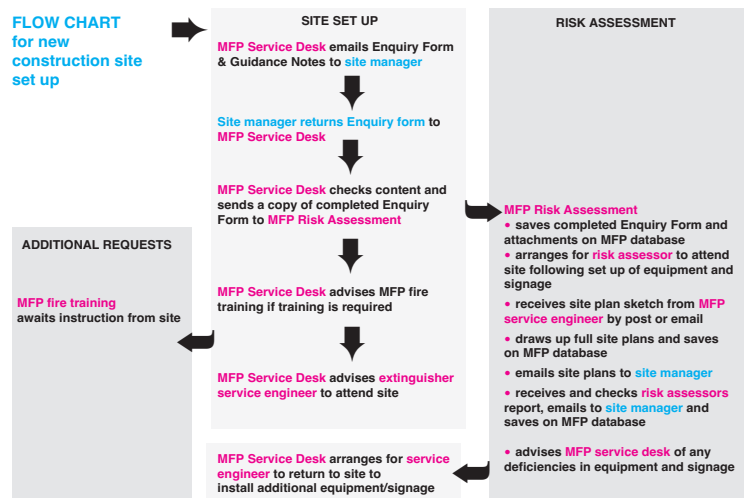 FLOW CHART
for new
construction site
set up
SITE SET UP
MFP Service Desk emails Enquiry Form
& Guidance Notes to site manager
Site manager returns Enquiry form to
MFP Service Desk
MFP Service Desk checks content and
sends a copy of completed Enquiry
Form to MFP Risk Assessment
MFP Service Desk advises MFP fire
training if training is required
MFP Service Desk advises extinguisher
service engineer to attend site
MFP Service Desk arranges for service
engineer to return to site to
install additional equipment/signage
ADDITIONAL REQUESTS
MFP fire training
awaits instruction from site
RISK ASSESSMENT
MFP Risk Assessment
• saves completed Enquiry Form and
attachments on MFP database
• arranges for risk assessor to attend
site following set up of equipment and
signage
• receives site plan sketch from MFP
service engineer by post or email
• draws up full site plans and saves
on MFP database
• emails site plans to site manager
• receives and checks risk assessors
report, emails to site manager and
saves on MFP database
• advises MFP service desk of any
deficiencies in equipment and signage